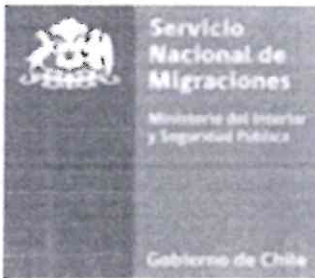 Servicio
Nacional de
Migraciones
Ministerio del Interior
y Seguridad Pública
Gobierno de Chile